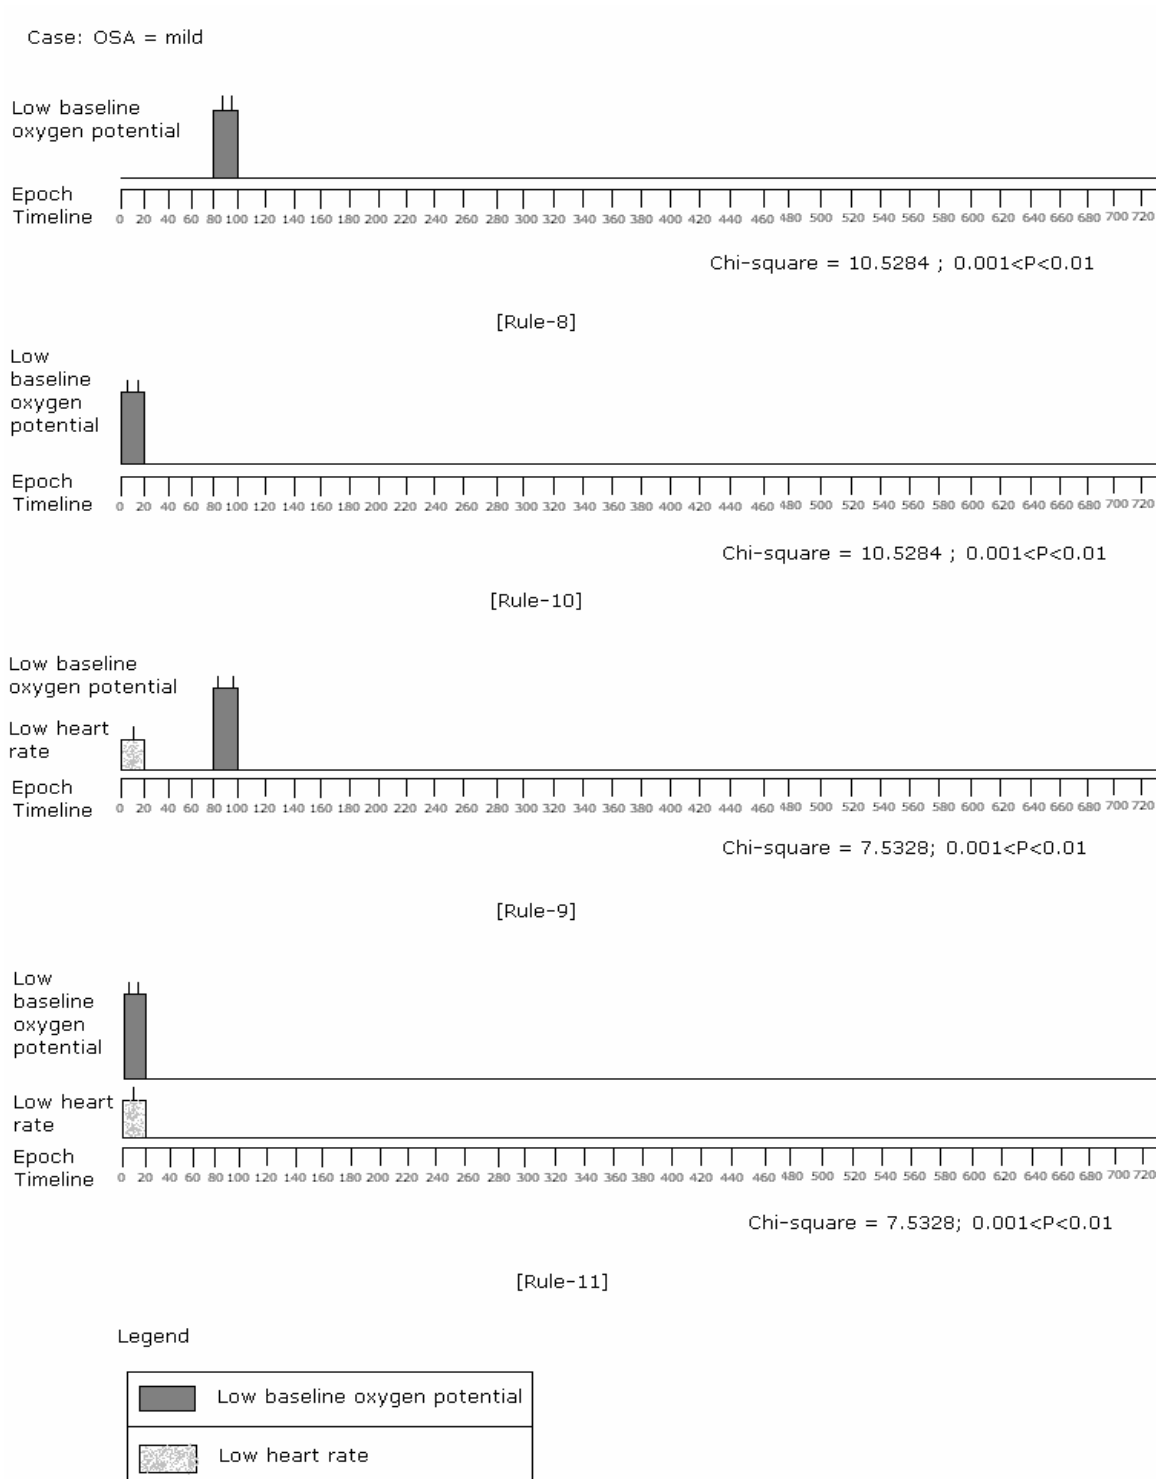 Case: OSA = mild
Low baseline
oxygen potential
Epoch
Timeline
0 20 40 60 80 100 120 140 160 180 200 220 240 260 280 300 320 340 360 380 400 420 440 460 480 500 520 540 560 580 600 620 640 660 680 700 720
Chi-square = 10.5284 ; 0.001<P<0.01
[Rule-8]
Low
baseline
oxygen
potential
Epoch
Timeline
0 20 40 60 80 100 120 140 160 180 200 220 240 260 280 300 320 340 360 380 400 420 440 460 480 500 520 540 560 580 600 620 640 660 680 700 720
Chi-square = 10.5284 ; 0.001<P<0.01
[Rule-10]
Low baseline
oxygen potential
Low heart
rate
Epoch
Timeline
0 20 40 60 80 100 120 140 160 180 200 220 240 260 280 300 320 340 360 380 400 420 440 460 480 500 520 540 560 580 600 620 640 660 680 700 720
Chi-square = 7.5328; 0.001<P<0.01
[Rule-9]
Low
baseline
oxygen
potential
Low heart
rate
Epoch
Timeline
0 20 40 60 80 100 120 140 160 180 200 220 240 260 280 300 320 340 360 380 400 420 440 460 480 500 520 540 560 580 600 620 640 660 680 700 720
Chi-square = 7.5328; 0.001<P<0.01
[Rule-11]
Legend
Low baseline oxygen potential
Low heart rate